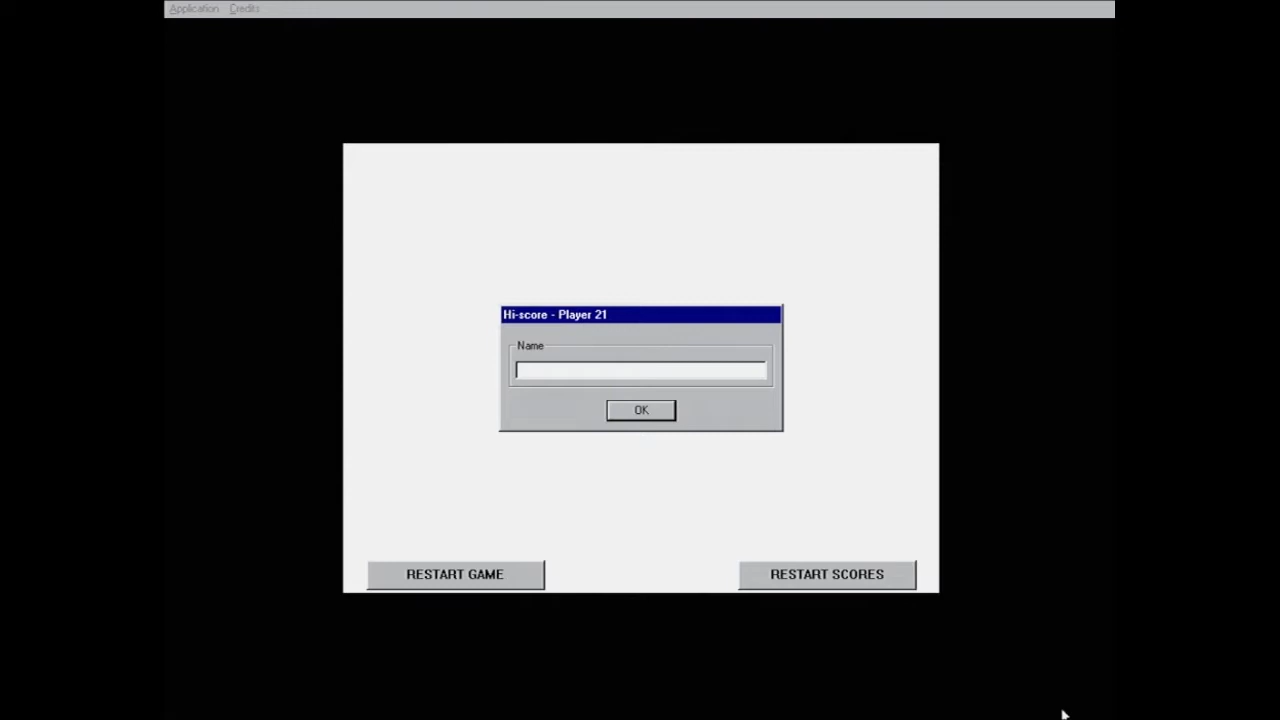 Application Credits
Hi-score - Player 21
Name
OK
RESTART GAME RESTART SCORES